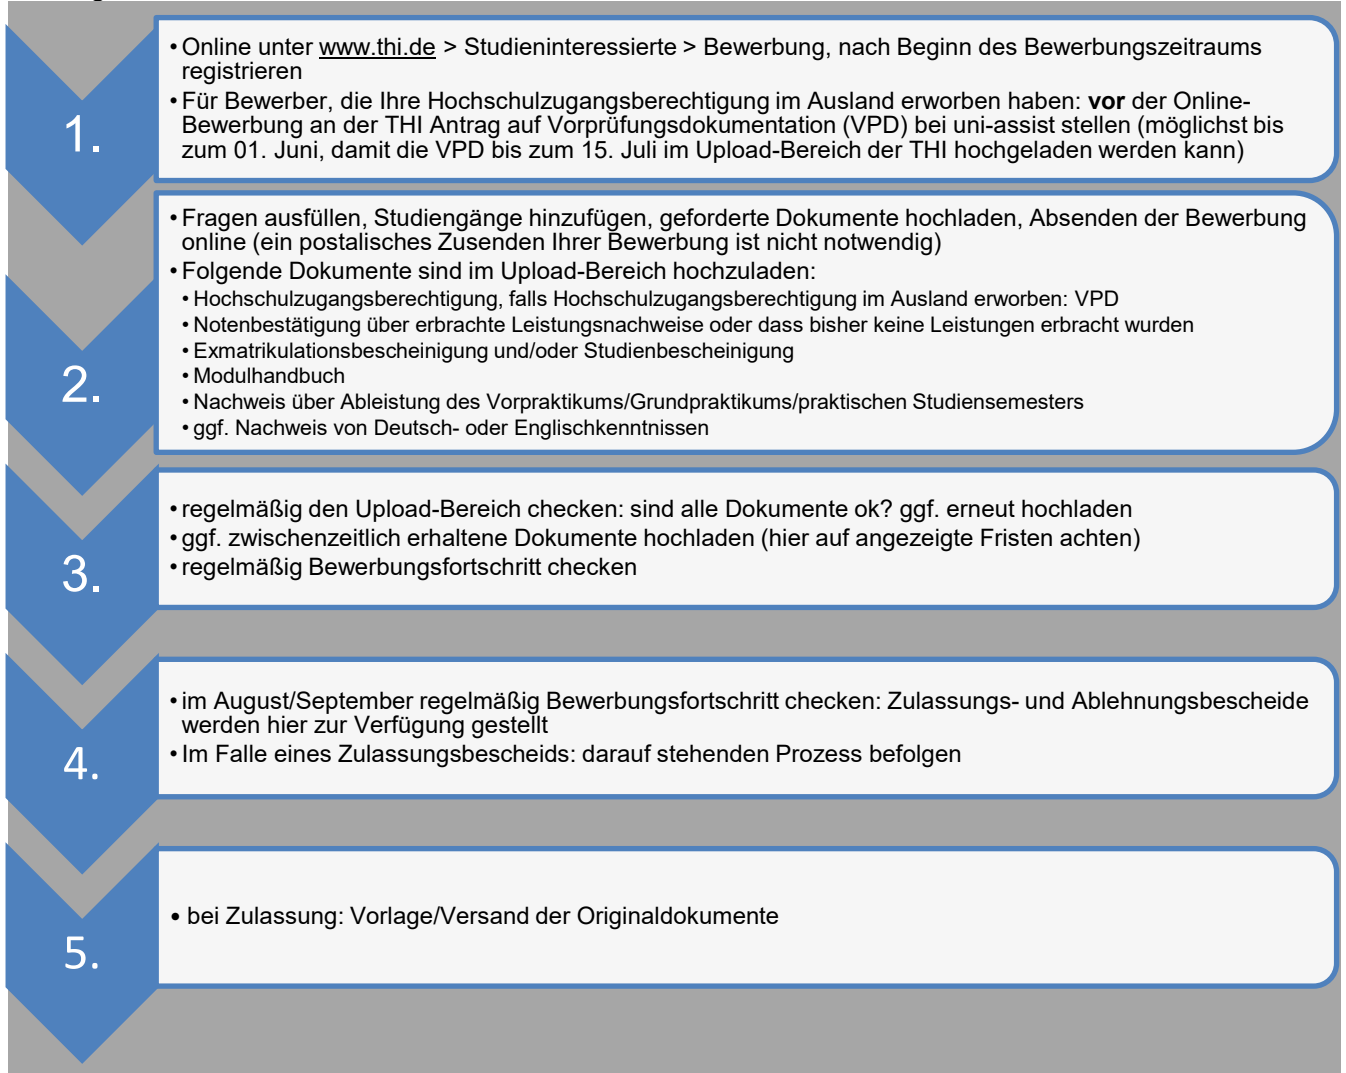 1.
• Online unter www.thi.de > Studieninteressierte > Bewerbung, nach Beginn des Bewerbungszeitraums
registrieren
• Für Bewerber, die Ihre Hochschulzugangsberechtigung im Ausland erworben haben: vor der Online-
Bewerbung an der THI Antrag auf Vorprüfungsdokumentation (VPD) bei uni-assist stellen (möglichst bis
zum 01. Juni, damit die VPD bis zum 15. Juli im Upload-Bereich der THI hochgeladen werden kann)
2.
• Fragen ausfüllen, Studiengänge hinzufügen, geforderte Dokumente hochladen, Absenden der Bewerbung
online (ein postalisches Zusenden Ihrer Bewerbung ist nicht notwendig)
• Folgende Dokumente sind im Upload-Bereich hochzuladen:
• Hochschulzugangsberechtigung, falls Hochschulzugangsberechtigung im Ausland erworben: VPD
• Notenbestätigung über erbrachte Leistungsnachweise oder dass bisher keine Leistungen erbracht wurden
• Exmatrikulationsbescheinigung und/oder Studienbescheinigung
• Modulhandbuch
• Nachweis über Ableistung des Vorpraktikums/Grundpraktikums/praktischen Studiensemesters
• ggf. Nachweis von Deutsch- oder Englischkenntnissen
3.
• regelmäßig den Upload-Bereich checken: sind alle Dokumente ok? ggf. erneut hochladen
• ggf. zwischenzeitlich erhaltene Dokumente hochladen (hier auf angezeigte Fristen achten)
• regelmäßig Bewerbungsfortschritt checken
4.
• im August/September regelmäßig Bewerbungsfortschritt checken: Zulassungs- und Ablehnungsbescheide
werden hier zur Verfügung gestellt
• Im Falle eines Zulassungsbescheids: darauf stehenden Prozess befolgen
5.
• bei Zulassung: Vorlage/Versand der Originaldokumente